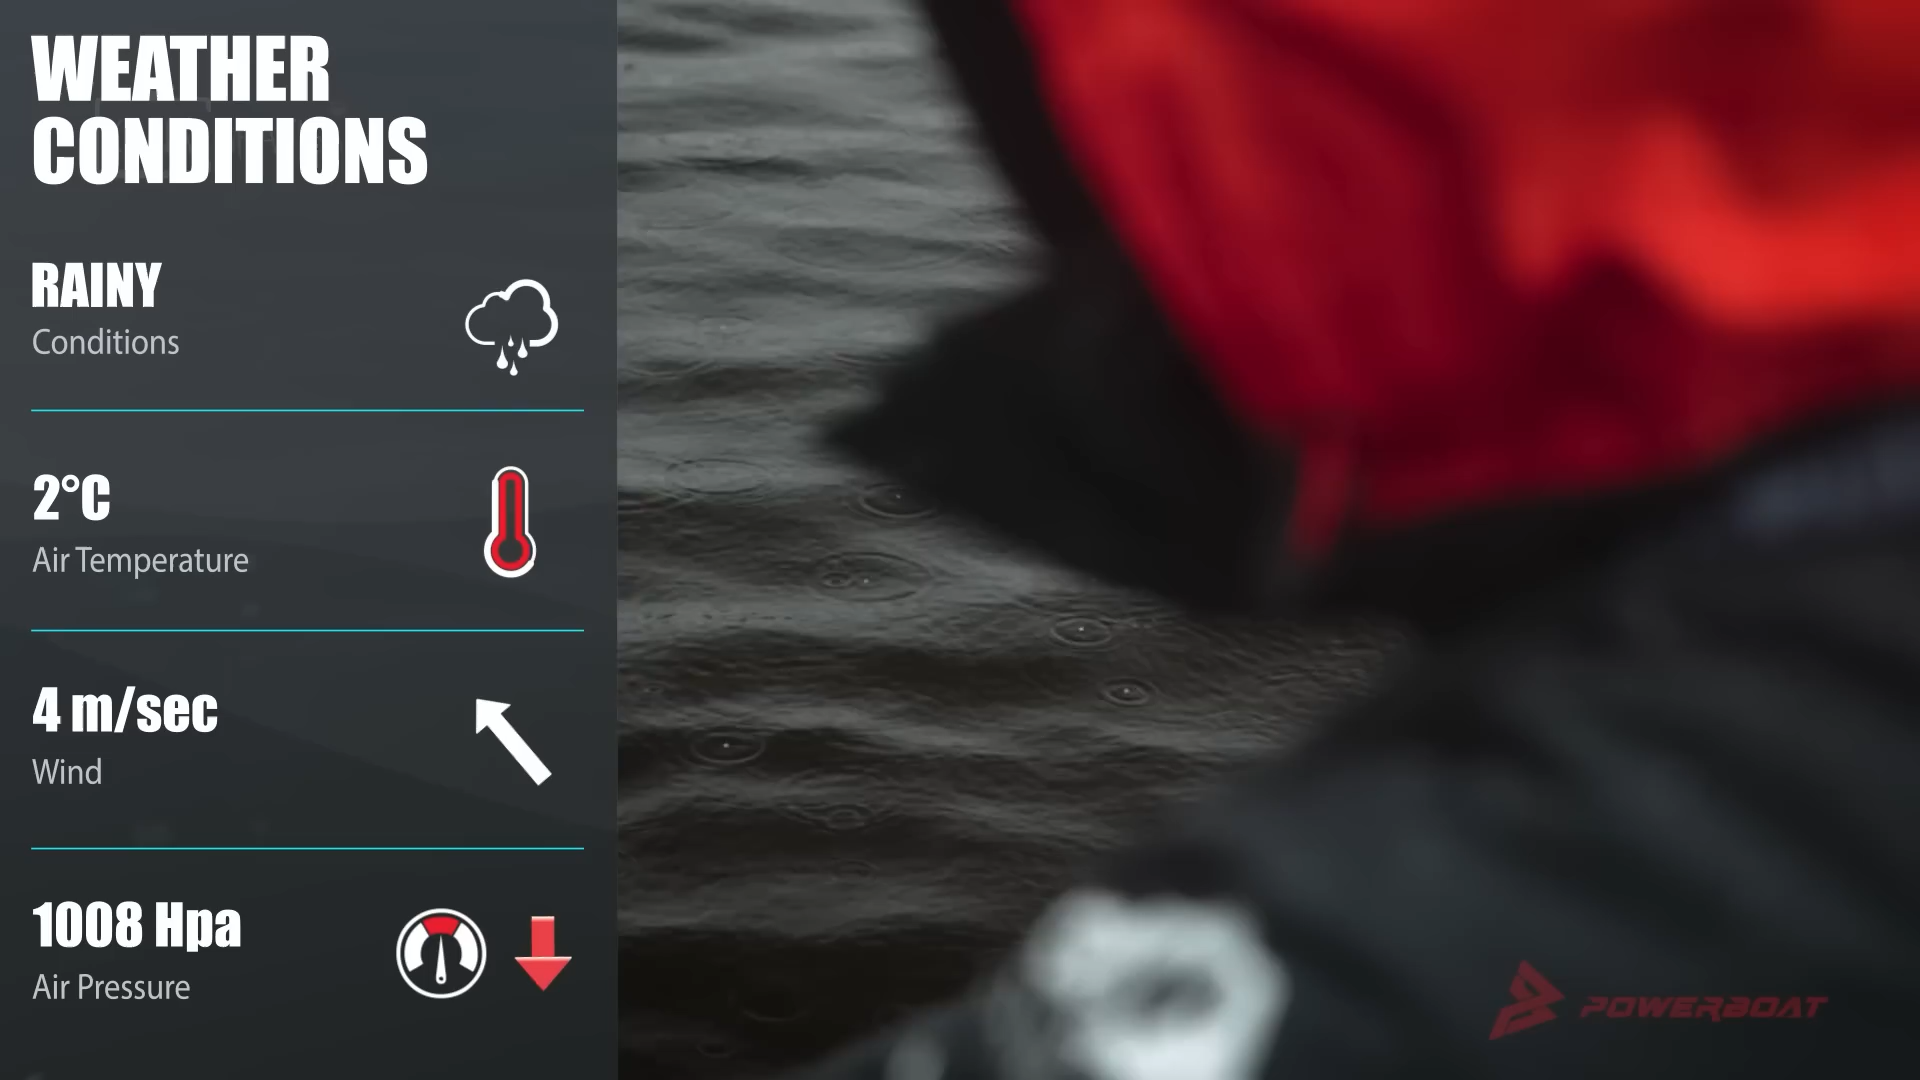 WEATHER
CONDITIONS
RAINY
Conditions
2°C
Air Temperature
4 m/sec
Wind
1008 Hpa
Air Pressure
POWERBOAT